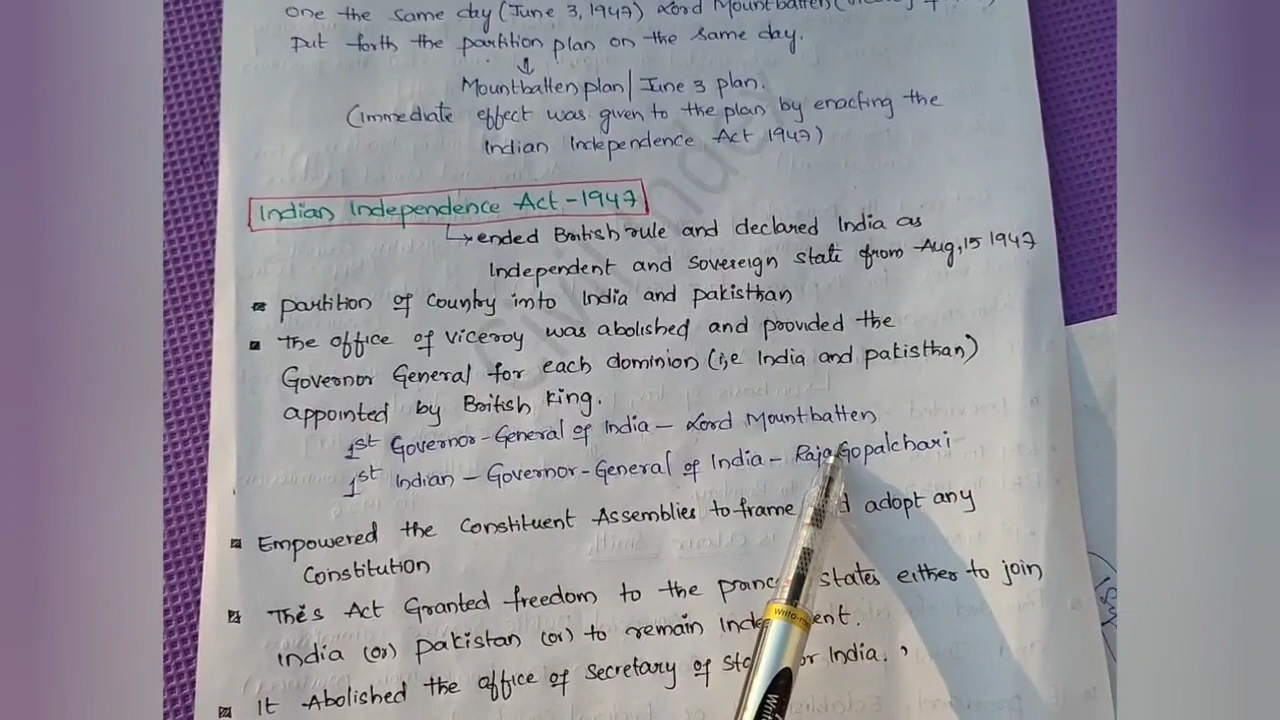 One the same day (June 3, 1947) Lord Mountbatten
Put forth the partition plan on the same day.
↓
Mountbatten plan/ June 3 plan.
(immediate effect was given to the plan by enacting the
Indian Independence Act 1947)
Indian Independence Act - 1947
↳ ended British rule and declared India as
Independent and sovereign state from Aug, 15 1947
partition of Country into India and pakisthan
the office of viceroy was abolished and provided the
Governor General for each dominion (i,e India and pakisthan)
appointed by British king.
1st Governor-General of India - Lord Mountbatten
1st Indian - Governor-General of India - Raja Gopalchari
Empowered the Constituent Assemblies to frame adopt any
Constitution
This Act Granted freedom to the states either to join
India (or) pakistan (or) to remain
It Abolished the office of secretary of for India.
Write-m